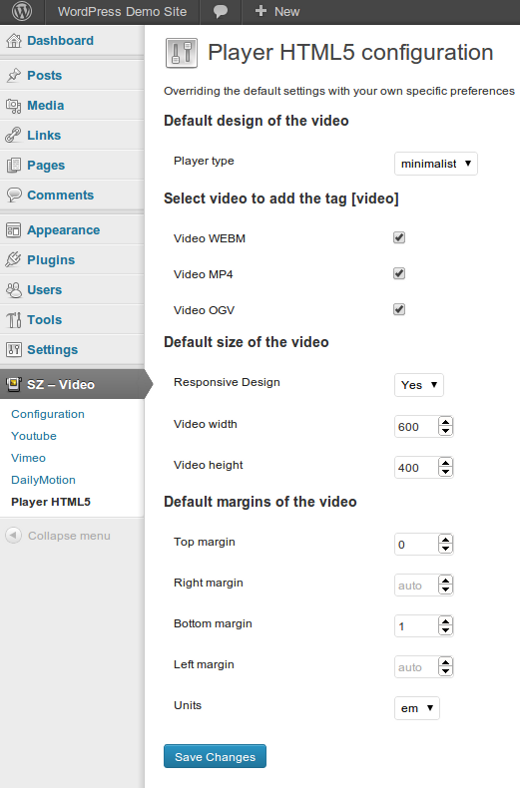 WordPress Demo Site
New
Dashboard
Posts
Media
Links
Pages
Comments
Appearance
Plugins
Users
Tools
Settings
SZ – Video
Configuration
Youtube
Vimeo
DailyMotion
Player HTML5
Collapse menu
Player HTML5 configuration
Overriding the default settings with your own specific preferences
Default design of the video
Player type minimalist
Select video to add the tag [video]
Video WEBM
Video MP4
Video OGV
Default size of the video
Responsive Design Yes
Video width 600
Video height 400
Default margins of the video
Top margin 0
Right margin auto
Bottom margin 1
Left margin auto
Units em
Save Changes